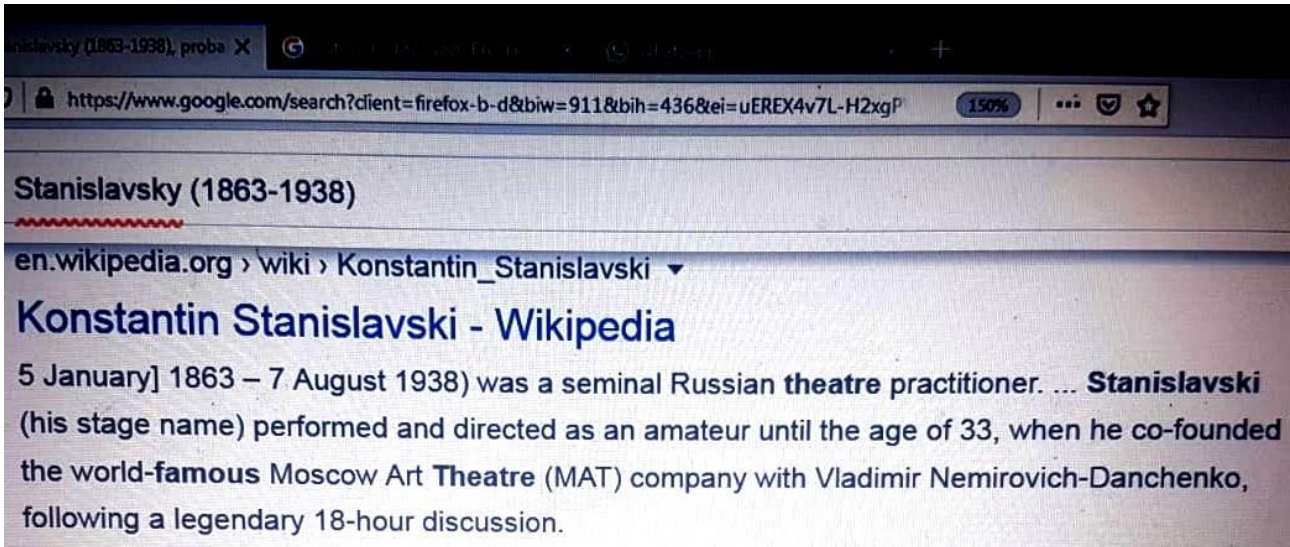 nislavsky (1863-1938), proba X
https://www.google.com/search?client=firefox-b-d&biw=911&bih=436&ei=uEREX4v7L-H2xgP 150%
Stanislavsky (1863-1938)
en.wikipedia.org › wiki › Konstantin_Stanislavski
Konstantin Stanislavski - Wikipedia
5 January] 1863 – 7 August 1938) was a seminal Russian theatre practitioner. ... Stanislavski
(his stage name) performed and directed as an amateur until the age of 33, when he co-founded
the world-famous Moscow Art Theatre (MAT) company with Vladimir Nemirovich-Danchenko,
following a legendary 18-hour discussion.